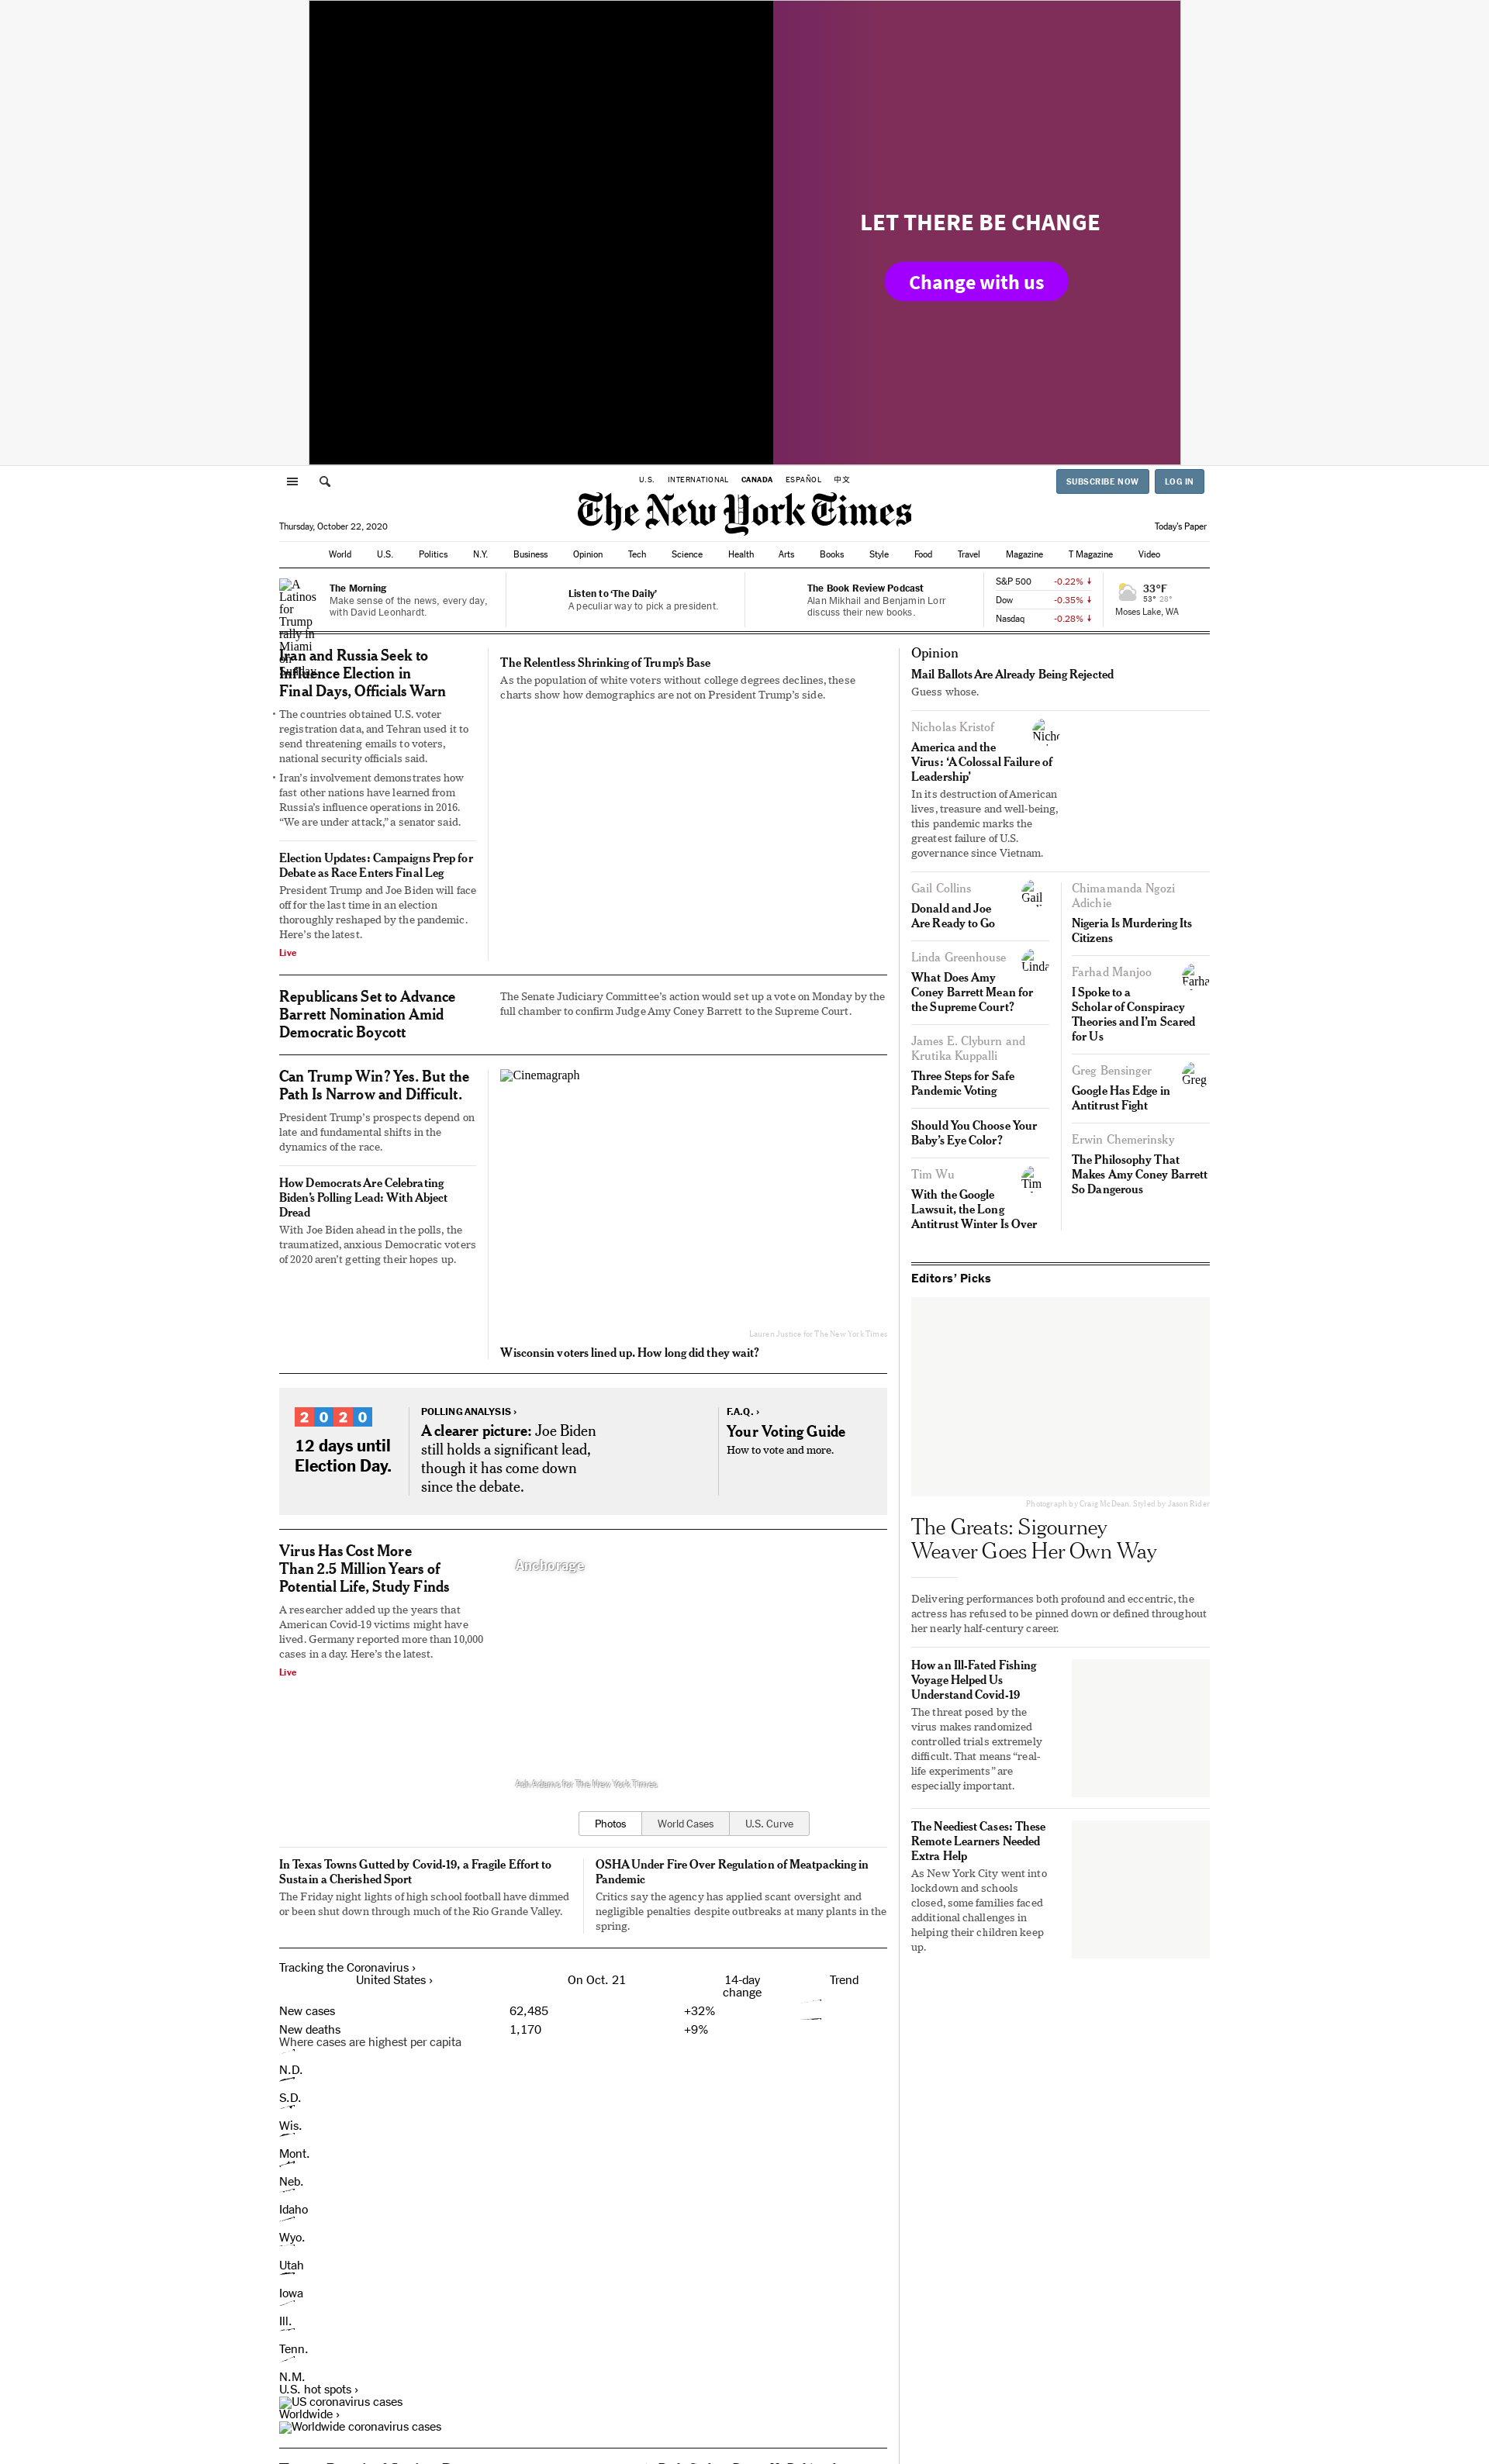 LET THERE BE CHANGE
Change with us
U.S. INTERNATIONAL CANADA ESPAÑOL 中文
SUBSCRIBE NOW LOG IN
The New York Times
Thursday, October 22, 2020
Today's Paper
World U.S. Politics N.Y. Business Opinion Tech Science Health Arts Books Style Food Travel Magazine T Magazine Video
A
Latinos
for
Trump
rally in
Miami
on
Sunday.
The Morning
Make sense of the news, every day,
with David Leonhardt.
Listen to ‘The Daily’
A peculiar way to pick a president.
The Book Review Podcast
Alan Mikhail and Benjamin Lorr
discuss their new books.
S&P 500 -0.22% ↓
Dow -0.35% ↓
Nasdaq -0.28% ↓
33°F
53° 28°
Moses Lake, WA
Iran and Russia Seek to
Influence Election in
Final Days, Officials Warn
• The countries obtained U.S. voter
registration data, and Tehran used it to
send threatening emails to voters,
national security officials said.
• Iran’s involvement demonstrates how
fast other nations have learned from
Russia’s influence operations in 2016.
“We are under attack,” a senator said.
Election Updates: Campaigns Prep for
Debate as Race Enters Final Leg
President Trump and Joe Biden will face
off for the last time in an election
thoroughly reshaped by the pandemic.
Here’s the latest.
Live
The Relentless Shrinking of Trump’s Base
As the population of white voters without college degrees declines, these
charts show how demographics are not on President Trump’s side.
Republicans Set to Advance
Barrett Nomination Amid
Democratic Boycott
The Senate Judiciary Committee’s action would set up a vote on Monday by the
full chamber to confirm Judge Amy Coney Barrett to the Supreme Court.
Can Trump Win? Yes. But the
Path Is Narrow and Difficult.
President Trump’s prospects depend on
late and fundamental shifts in the
dynamics of the race.
How Democrats Are Celebrating
Biden’s Polling Lead: With Abject
Dread
With Joe Biden ahead in the polls, the
traumatized, anxious Democratic voters
of 2020 aren’t getting their hopes up.
Cinemagraph
Lauren Justice for The New York Times
Wisconsin voters lined up. How long did they wait?
2020
12 days until
Election Day.
POLLING ANALYSIS ›
A clearer picture: Joe Biden
still holds a significant lead,
though it has come down
since the debate.
F.A.Q. ›
Your Voting Guide
How to vote and more.
Virus Has Cost More
Than 2.5 Million Years of
Potential Life, Study Finds
A researcher added up the years that
American Covid-19 victims might have
lived. Germany reported more than 10,000
cases in a day. Here’s the latest.
Live
Anchorage
Ash Adams for The New York Times
Photos World Cases U.S. Curve
In Texas Towns Gutted by Covid-19, a Fragile Effort to
Sustain a Cherished Sport
The Friday night lights of high school football have dimmed
or been shut down through much of the Rio Grande Valley.
OSHA Under Fire Over Regulation of Meatpacking in
Pandemic
Critics say the agency has applied scant oversight and
negligible penalties despite outbreaks at many plants in the
spring.
Tracking the Coronavirus ›
United States › On Oct. 21 14-day
change Trend
New cases 62,485 +32%
New deaths 1,170 +9%
Where cases are highest per capita
N.D.
S.D.
Wis.
Mont.
Neb.
Idaho
Wyo.
Utah
Iowa
Ill.
Tenn.
N.M.
U.S. hot spots ›
US coronavirus cases
Worldwide ›
Worldwide coronavirus cases
Opinion
Mail Ballots Are Already Being Rejected
Guess whose.
Nicholas Kristof
America and the
Virus: ‘A Colossal Failure of
Leadership’
In its destruction of American
lives, treasure and well-being,
this pandemic marks the
greatest failure of U.S.
governance since Vietnam.
Gail Collins
Gail
Donald and Joe
Are Ready to Go
Linda Greenhouse
Linda
What Does Amy
Coney Barrett Mean for
the Supreme Court?
James E. Clyburn and
Krutika Kuppalli
Three Steps for Safe
Pandemic Voting
Should You Choose Your
Baby’s Eye Color?
Tim Wu
Tim
With the Google
Lawsuit, the Long
Antitrust Winter Is Over
Chimamanda Ngozi
Adichie
Nigeria Is Murdering Its
Citizens
Farhad Manjoo
I Spoke to a
Scholar of Conspiracy
Theories and I’m Scared
for Us
Greg Bensinger
Greg
Google Has Edge in
Antitrust Fight
Erwin Chemerinsky
The Philosophy That
Makes Amy Coney Barrett
So Dangerous
Editors’ Picks
Photograph by Craig McDean. Styled by Jason Rider
The Greats: Sigourney
Weaver Goes Her Own Way
Delivering performances both profound and eccentric, the
actress has refused to be pinned down or defined throughout
her nearly half-century career.
How an Ill-Fated Fishing
Voyage Helped Us
Understand Covid-19
The threat posed by the
virus makes randomized
controlled trials extremely
difficult. That means “real-
life experiments” are
especially important.
The Neediest Cases: These
Remote Learners Needed
Extra Help
As New York City went into
lockdown and schools
closed, some families faced
additional challenges in
helping their children keep
up.